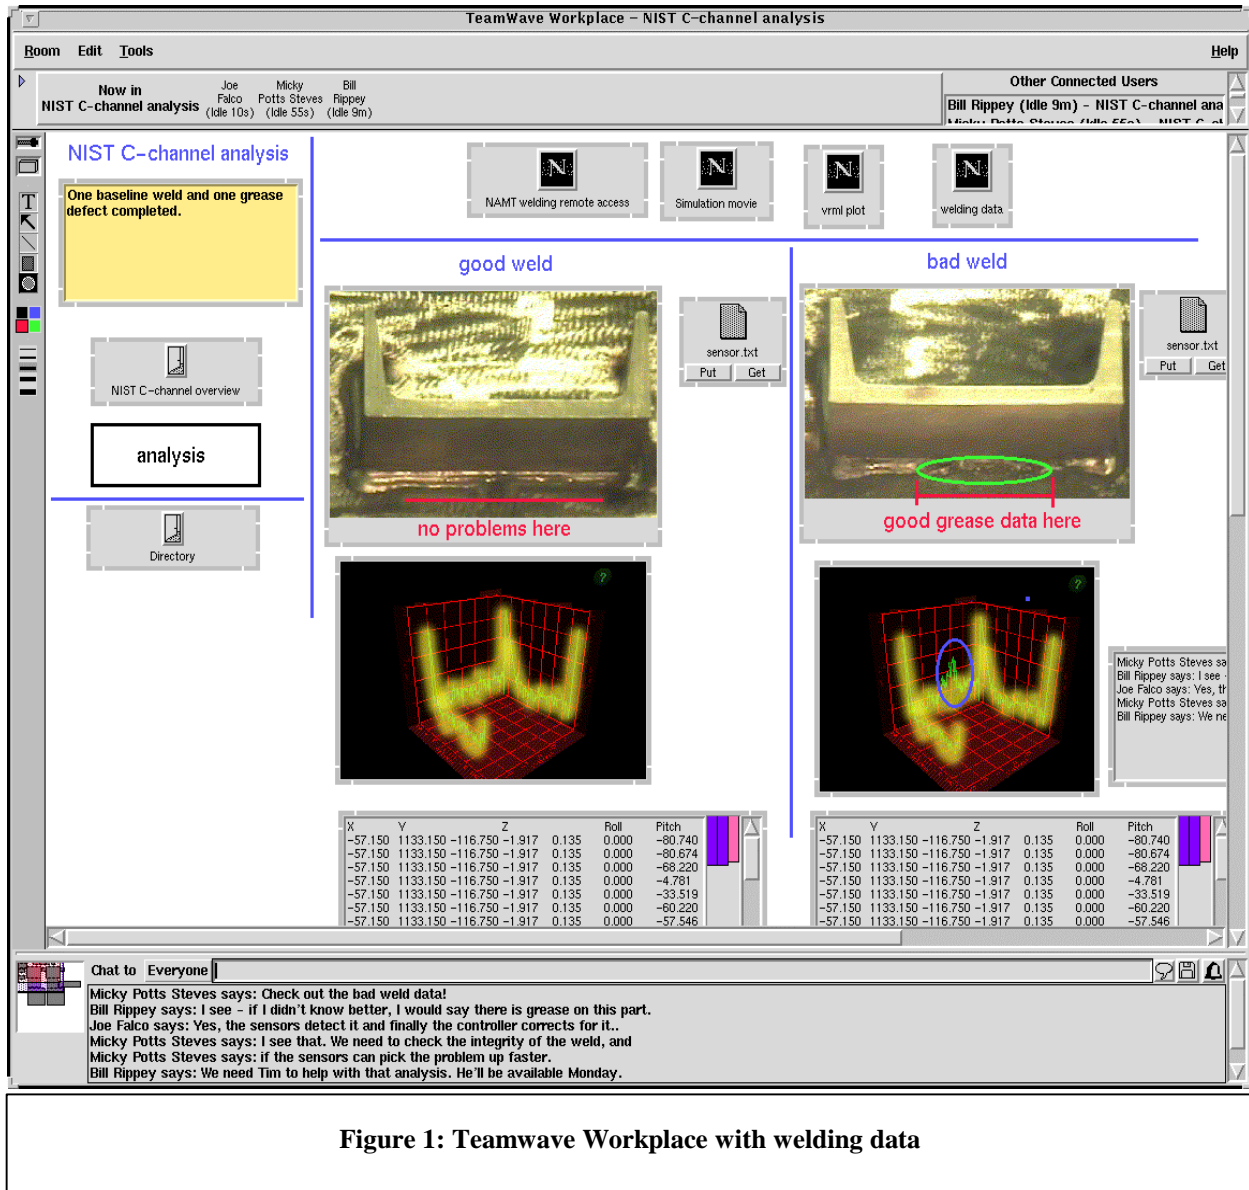 TeamWave Workplace – NIST C-channel analysis
Room Edit Tools Help
Now in
NIST C-channel analysis
Joe
Falco
(Idle 10s)
Micky
Potts Steves
(Idle 55s)
Bill
Rippey
(Idle 9m)
Other Connected Users
Bill Rippey (Idle 9m) – NIST C-channel ana
Micky Potts Steves (Idle 55s) – NIST C-
NIST C-channel analysis
One baseline weld and one grease
defect completed.
NIST C-channel overview
analysis
Directory
T
N
NAMT welding remote access
N
Simulation movie
N
vrml plot
N
welding data
good weld
sensor.txt
Put Get
no problems here
?
X Y Z Roll Pitch
-57.150 1133.150 -116.750 -1.917 0.135 0.000 -80.740
-57.150 1133.150 -116.750 -1.917 0.135 0.000 -80.674
-57.150 1133.150 -116.750 -1.917 0.135 0.000 -68.220
-57.150 1133.150 -116.750 -1.917 0.135 0.000 -4.781
-57.150 1133.150 -116.750 -1.917 0.135 0.000 -33.519
-57.150 1133.150 -116.750 -1.917 0.135 0.000 -60.220
-57.150 1133.150 -116.750 -1.917 0.135 0.000 -57.546
bad weld
sensor.txt
Put Get
good grease data here
?
Micky Potts Steves sa
Bill Rippey says: I see -
Joe Falco says: Yes, th
Micky Potts Steves sa
Bill Rippey says: We ne
X Y Z Roll Pitch
-57.150 1133.150 -116.750 -1.917 0.135 0.000 -80.740
-57.150 1133.150 -116.750 -1.917 0.135 0.000 -80.674
-57.150 1133.150 -116.750 -1.917 0.135 0.000 -68.220
-57.150 1133.150 -116.750 -1.917 0.135 0.000 -4.781
-57.150 1133.150 -116.750 -1.917 0.135 0.000 -33.519
-57.150 1133.150 -116.750 -1.917 0.135 0.000 -60.220
-57.150 1133.150 -116.750 -1.917 0.135 0.000 -57.546
Chat to Everyone
Micky Potts Steves says: Check out the bad weld data!
Bill Rippey says: I see - if I didn't know better, I would say there is grease on this part.
Joe Falco says: Yes, the sensors detect it and finally the controller corrects for it..
Micky Potts Steves says: I see that. We need to check the integrity of the weld, and
Micky Potts Steves says: if the sensors can pick the problem up faster.
Bill Rippey says: We need Tim to help with that analysis. He'll be available Monday.
Figure 1: Teamwave Workplace with welding data